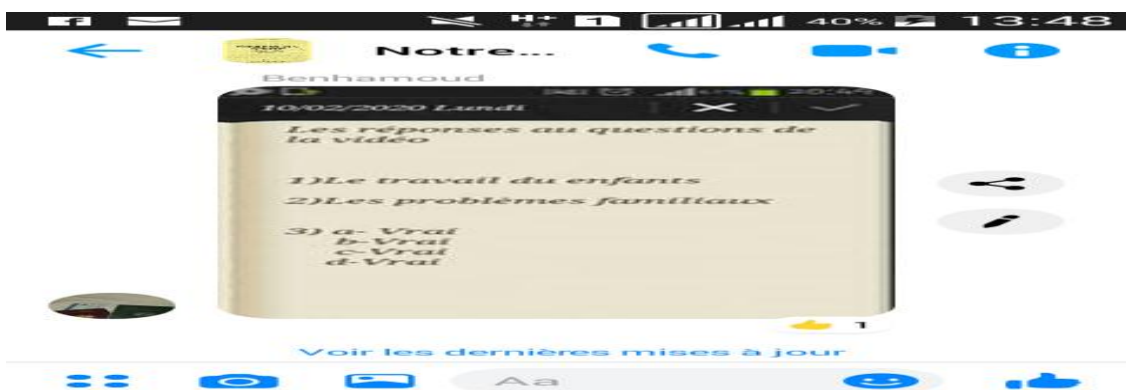 H+ 1 40% 13:48
Notre...
Benhamoud
10/02/2020 Lundi
Les réponses au questions de
la vidéo
1)Le travail du enfants
2)Les problèmes familiaux
3) a- Vrai
b-Vrai
c-Vrai
d-Vrai
1
Voir les dernières mises à jour
Aa